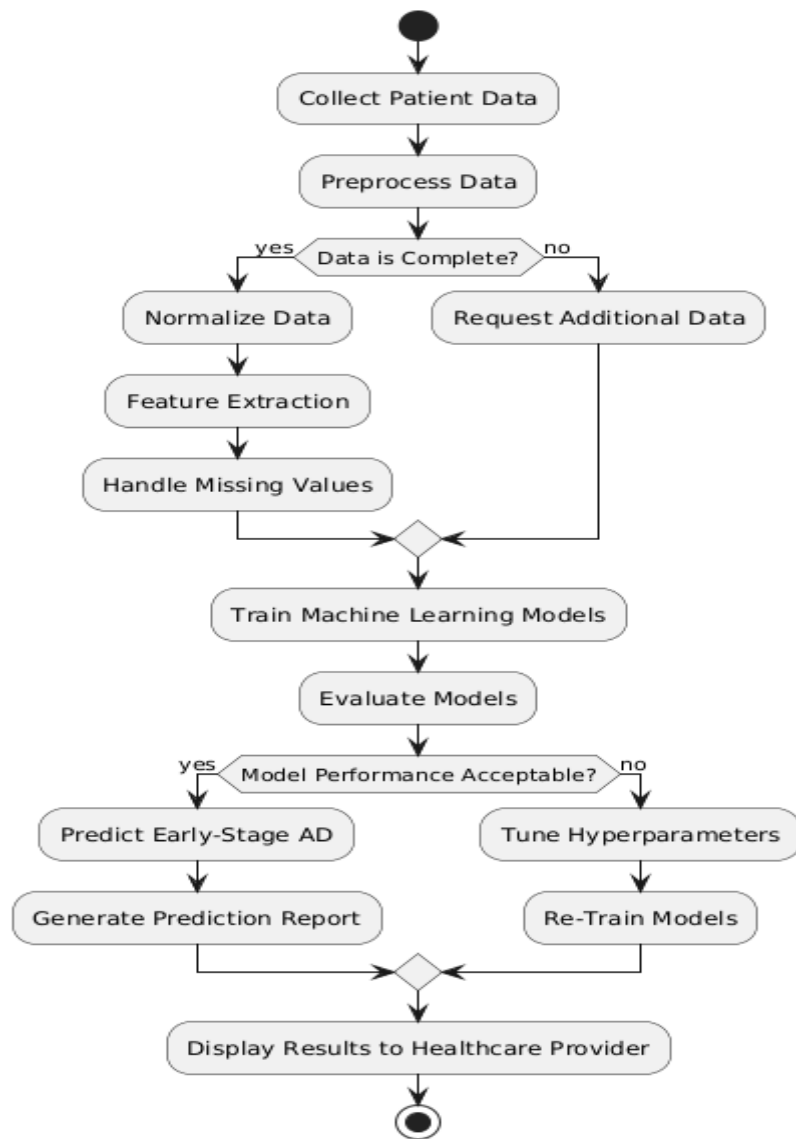 Collect Patient Data
Preprocess Data
yes
Data is Complete?
no
Normalize Data
Request Additional Data
Feature Extraction
Handle Missing Values
Train Machine Learning Models
Evaluate Models
yes
Model Performance Acceptable?
no
Predict Early-Stage AD
Tune Hyperparameters
Generate Prediction Report
Re-Train Models
Display Results to Healthcare Provider